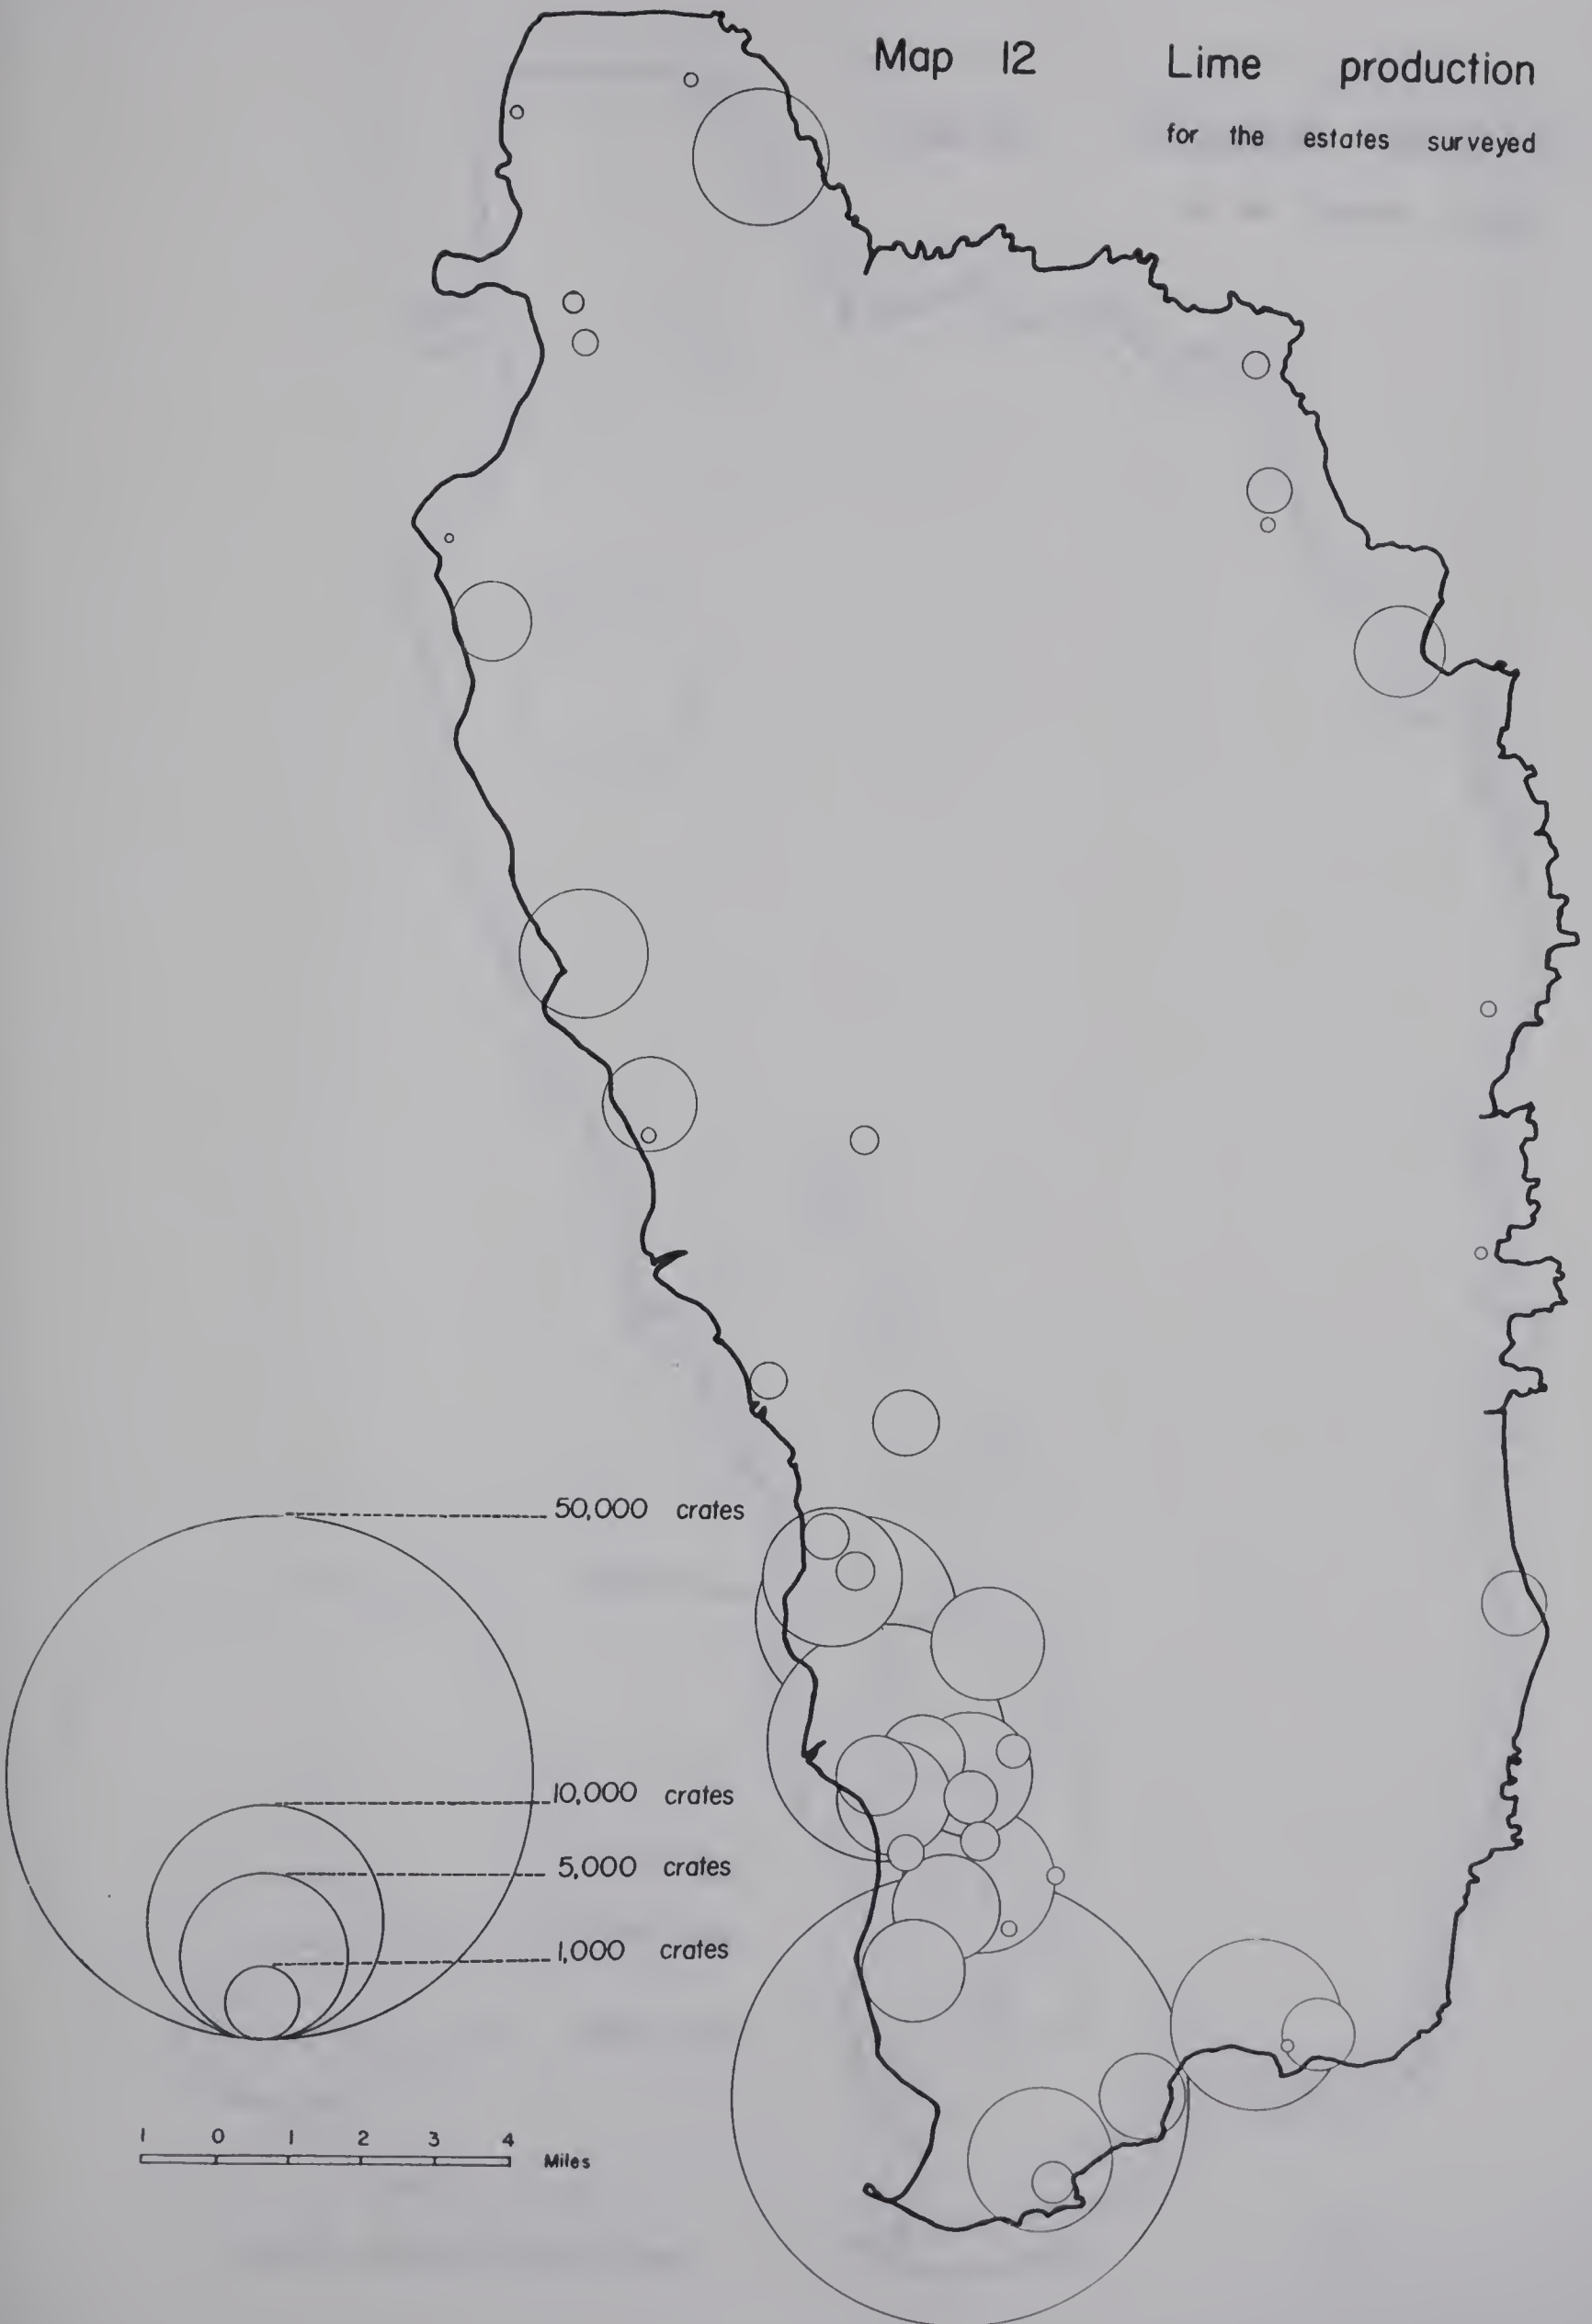 Map 12 Lime production
for the estates surveyed
50,000 crates
10,000 crates
5,000 crates
1,000 crates
1 0 1 2 3 4
Miles